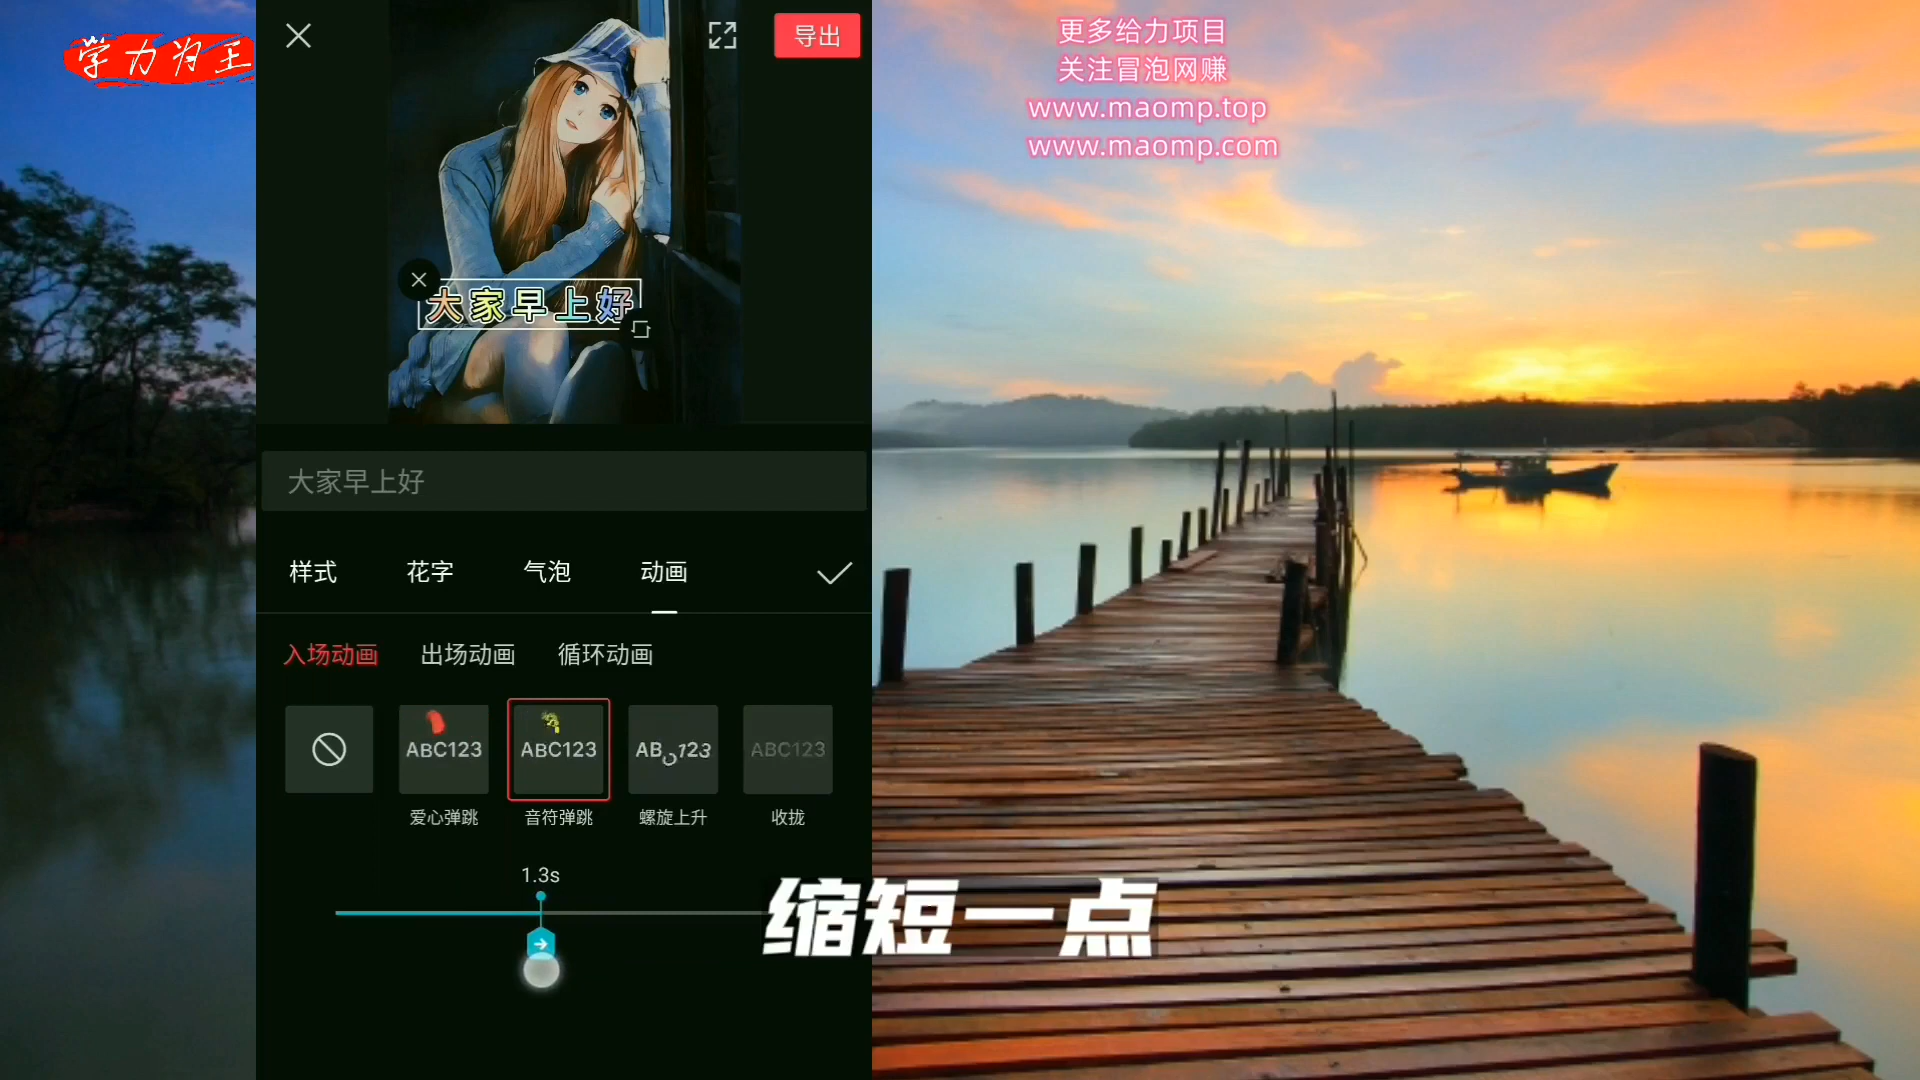 学力为王
导出
更多给力项目
关注冒泡网赚
www.maomp.top
www.maomp.com
大家早上好
大家早上好
样式 花字 气泡 动画
入场动画 出场动画 循环动画
ABC123 ABC123 ABC123 ABC123
爱心弹跳 音符弹跳 螺旋上升 收拢
1.3s
缩短一点